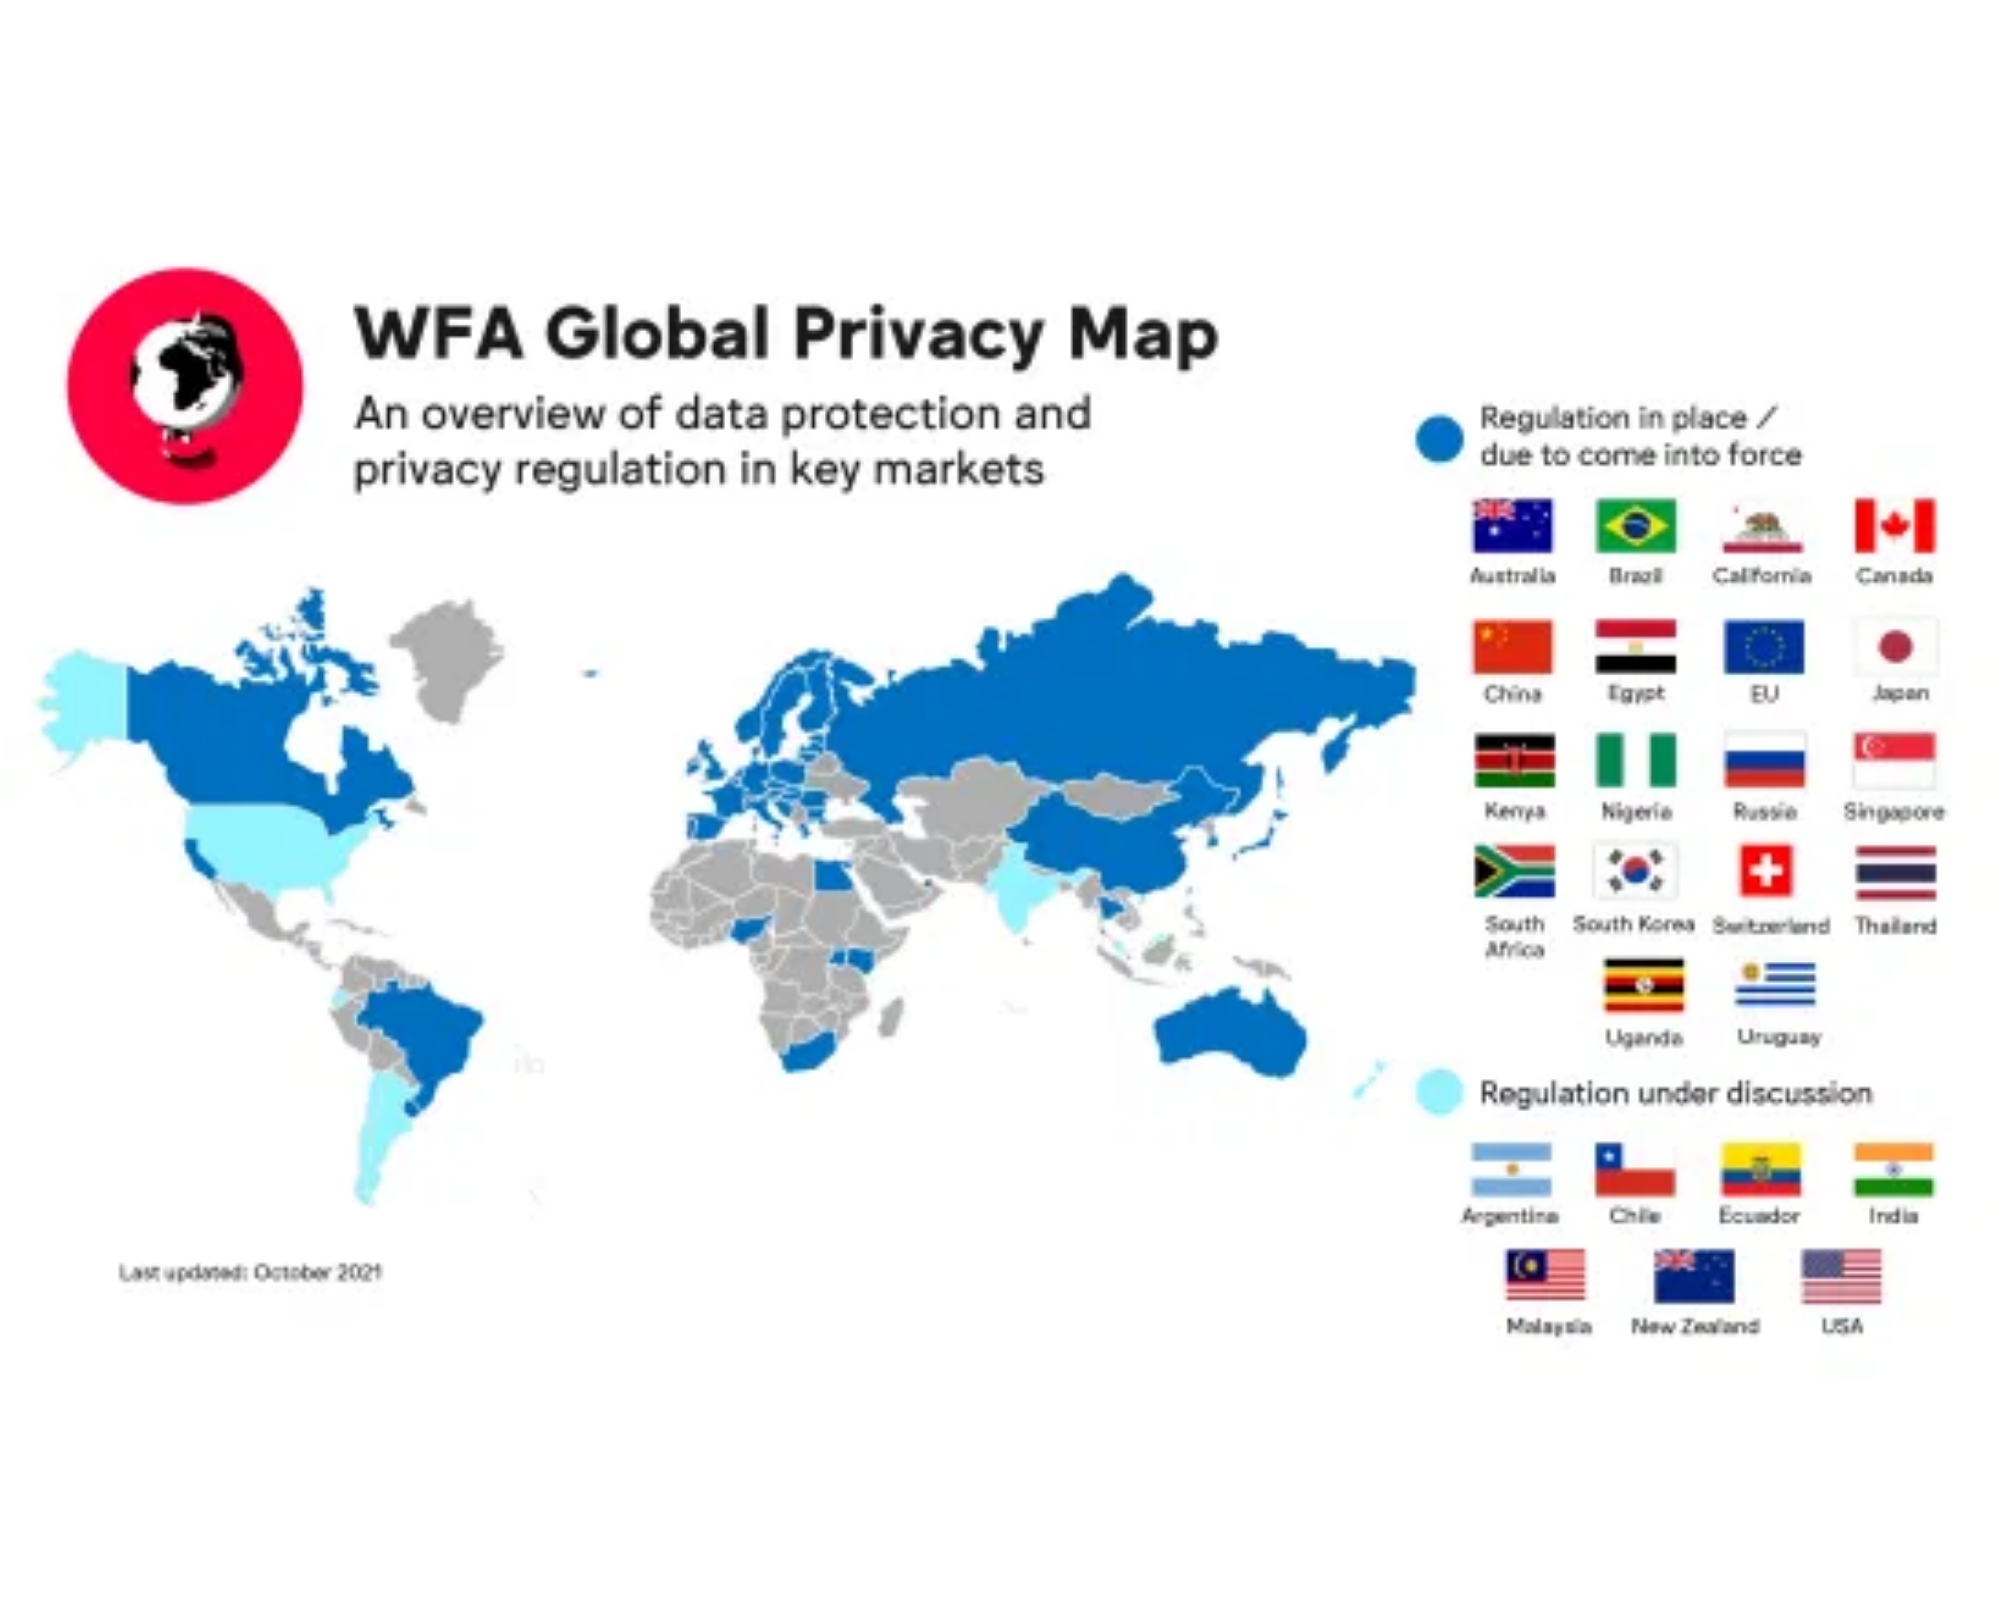 WFA Global Privacy Map
An overview of data protection and
privacy regulation in key markets
Regulation in place /
due to come into force
Australia
Brazil
California
Canada
China
Egypt
EU
Japan
Kenya
Nigeria
Russia
Singapore
South
Africa
South Korea
Switzerland
Thailand
Uganda
Uruguay
Regulation under discussion
Argentina
Chile
Ecuador
India
Malaysia
New Zealand
USA
Last updated: October 2021